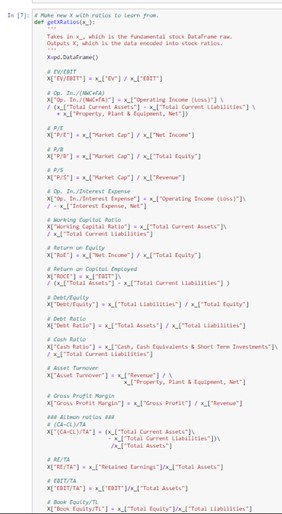 In [7]:
# Make new X with ratios to learn from.
def getXRatios(x_):
'''
Takes in x_, which is the fundamental stock DataFrame raw.
Outputs X, which is the data encoded into stock ratios.
'''
X=pd.DataFrame()
# EV/EBIT
X["EV/EBIT"] = x_["EV"] / x_["EBIT"]
# Op. In./(NWC+FA)
X["Op. In./(NWC+FA)"] = x_["Operating Income (Loss)"] \
/ (x_["Total Current Assets"] - x_["Total Current Liabilities"] \
+ x_["Property, Plant & Equipment, Net"])
# P/E
X["P/E"] = x_["Market Cap"] / x_["Net Income"]
# P/B
X["P/B"] = x_["Market Cap"] / x_["Total Equity"]
# P/S
X["P/S"] = x_["Market Cap"] / x_["Revenue"]
# Op. In./Interest Expense
X["Op. In./Interest Expense"] = x_["Operating Income (Loss)"]\
/ - x_["Interest Expense, Net"]
# Working Capital Ratio
X["Working Capital Ratio"] = x_["Total Current Assets"]\
/ x_["Total Current Liabilities"]
# Return on Equity
X["RoE"] = x_["Net Income"] / x_["Total Equity"]
# Return on Capital Employed
X["ROCE"] = x_["EBIT"]\
/ (x_["Total Assets"] - x_["Total Current Liabilities"] )
# Debt/Equity
X["Debt/Equity"] = x_["Total Liabilities"] / x_["Total Equity"]
# Debt Ratio
X["Debt Ratio"] = x_["Total Assets"] / x_["Total Liabilities"]
# Cash Ratio
X["Cash Ratio"] = x_["Cash, Cash Equivalents & Short Term Investments"]\
/ x_["Total Current Liabilities"]
# Asset Turnover
X["Asset Turnover"] = x_["Revenue"] / \
x_["Property, Plant & Equipment, Net"]
# Gross Profit Margin
X["Gross Profit Margin"] = x_["Gross Profit"] / x_["Revenue"]
### Altman ratios ###
# (CA-CL)/TA
X["(CA-CL)/TA"] = (x_["Total Current Assets"]\
- x_["Total Current Liabilities"])\
/x_["Total Assets"]
# RE/TA
X["RE/TA"] = x_["Retained Earnings"]/x_["Total Assets"]
# EBIT/TA
X["EBIT/TA"] = x_["EBIT"]/x_["Total Assets"]
# Book Equity/TL
X["Book Equity/TL"] = x_["Total Equity"]/x_["Total Liabilities"]